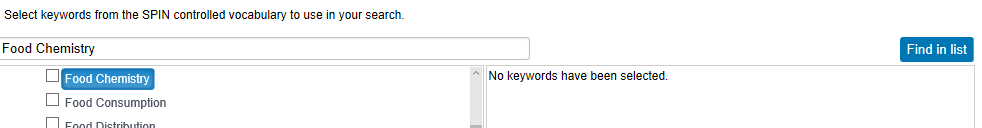 Select keywords from the SPIN controlled vocabulary to use in your search.
Food Chemistry
Find in list
Food Chemistry
No keywords have been selected.
Food Consumption
Food Distribution